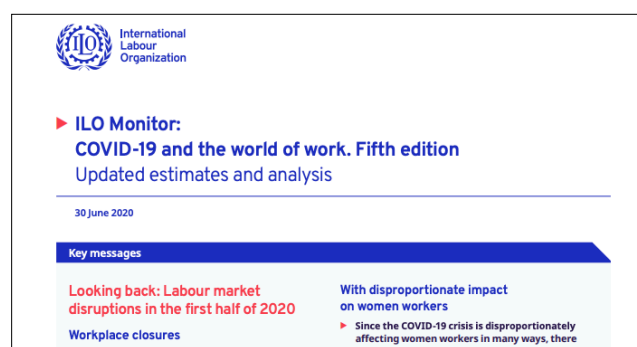 ILO
International
Labour
Organization
► ILO Monitor:
COVID-19 and the world of work. Fifth edition
Updated estimates and analysis
30 June 2020
Key messages
Looking back: Labour market
disruptions in the first half of 2020
Workplace closures
With disproportionate impact
on women workers
► Since the COVID-19 crisis is disproportionately
affecting women workers in many ways, there